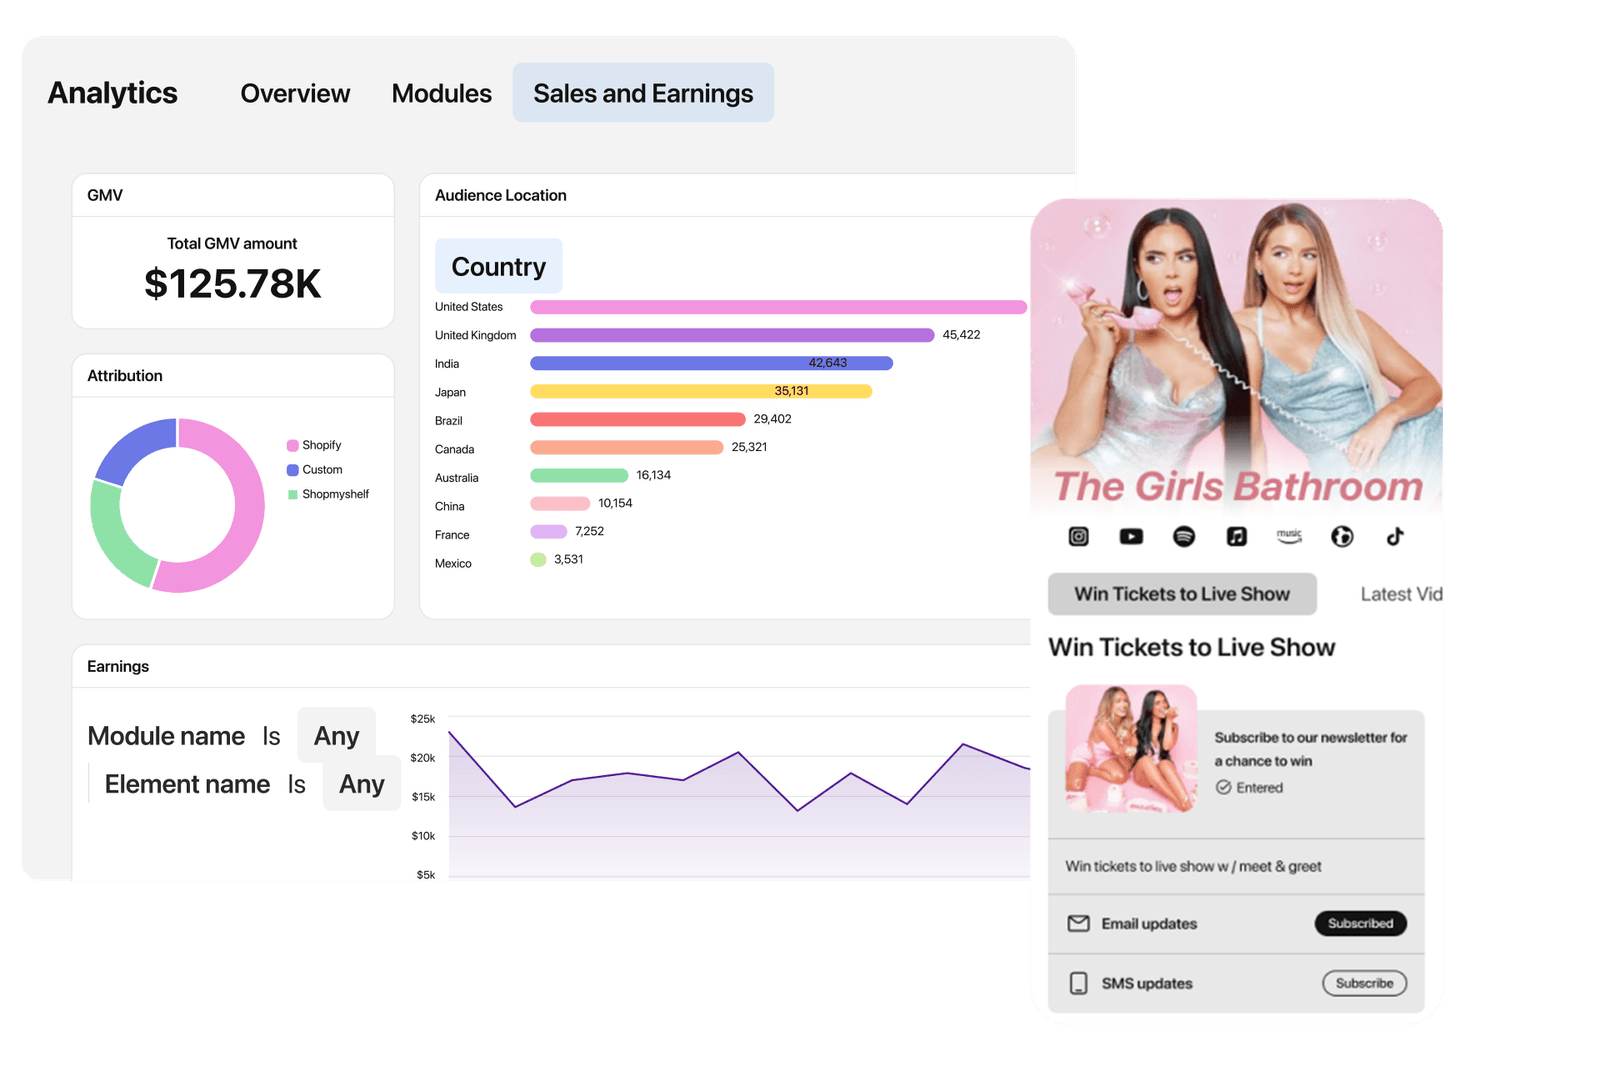 Analytics
Overview
Modules
Sales and Earnings
GMV
Total GMV amount
$125.78K
Attribution
Shopify
Custom
Shopmyshelf
Audience Location
Country
United States
United Kingdom 45,422
India 42,643
Japan 35,131
Brazil 29,402
Canada 25,321
Australia 16,134
China 10,154
France 7,252
Mexico 3,531
Earnings
Module name Is Any
Element name Is Any
$25k
$20k
$15k
$10k
$5k
The Girls Bathroom
music
Win Tickets to Live Show
Latest Vid
Win Tickets to Live Show
Subscribe to our newsletter for
a chance to win
Entered
Win tickets to live show w / meet & greet
Email updates
Subscribed
SMS updates
Subscribe